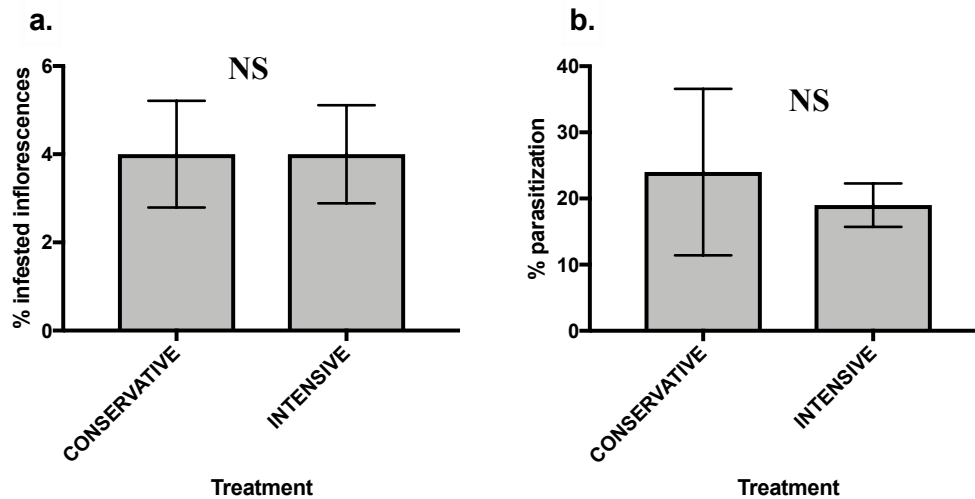 a.
NS
% infested inflorescences
6
4
2
0
CONSERVATIVE
INTENSIVE
Treatment
b.
NS
% parasitization
40
30
20
10
0
CONSERVATIVE
INTENSIVE
Treatment